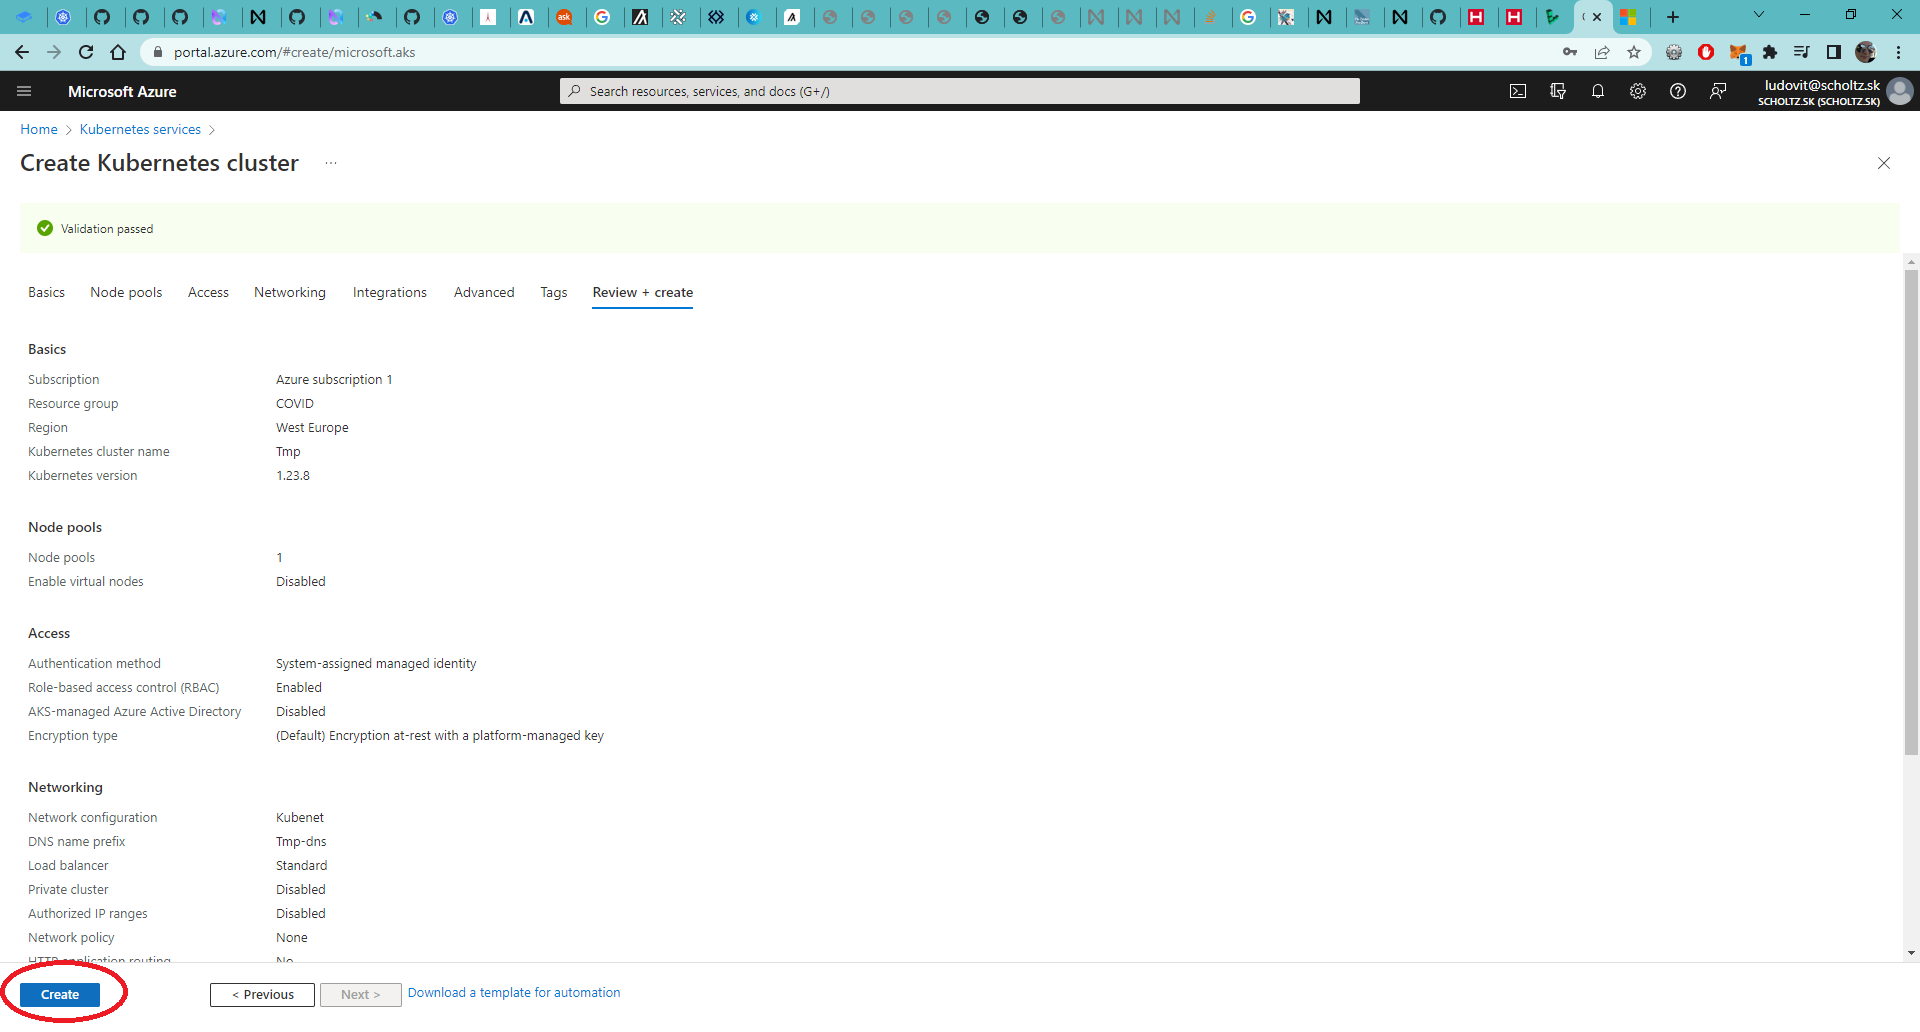 ask
portal.azure.com/#create/microsoft.aks
1
Microsoft Azure
Search resources, services, and docs (G+/)
ludovit@scholtz.sk
SCHOLTZ.SK (SCHOLTZ.SK)
Home > Kubernetes services >
Create Kubernetes cluster ...
Validation passed
Basics Node pools Access Networking Integrations Advanced Tags Review + create
Basics
Subscription Azure subscription 1
Resource group COVID
Region West Europe
Kubernetes cluster name Tmp
Kubernetes version 1.23.8
Node pools
Node pools 1
Enable virtual nodes Disabled
Access
Authentication method System-assigned managed identity
Role-based access control (RBAC) Enabled
AKS-managed Azure Active Directory Disabled
Encryption type (Default) Encryption at-rest with a platform-managed key
Networking
Network configuration Kubenet
DNS name prefix Tmp-dns
Load balancer Standard
Private cluster Disabled
Authorized IP ranges Disabled
Network policy None
HTTP application routing No
Create < Previous Next > Download a template for automation